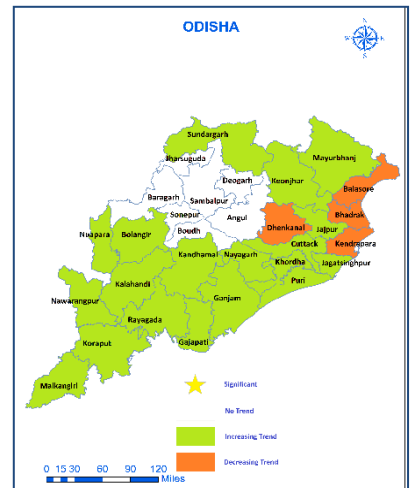 ODISHA
N
W E
S
Sundargarh
Jharsuguda
Mayurbhanj
Deogarh
Keonjhar
Balasore
Baragarh
Sambalpur
Sonepur
Angul
Bhadrak
Dhenkanal
Jajpur
Nuapara
Bolangir
Boudh
Cuttack
Kendrapara
Kandhamal
Nayagarh
Khordha
Jagatsinghpur
Kalahandi
Puri
Nawarangpur
Ganjam
Rayagada
Koraput
Gajapati
Malkangiri
Significant
No Trend
Increasing Trend
Decreasing Trend
0 15 30 60 90 120
Miles